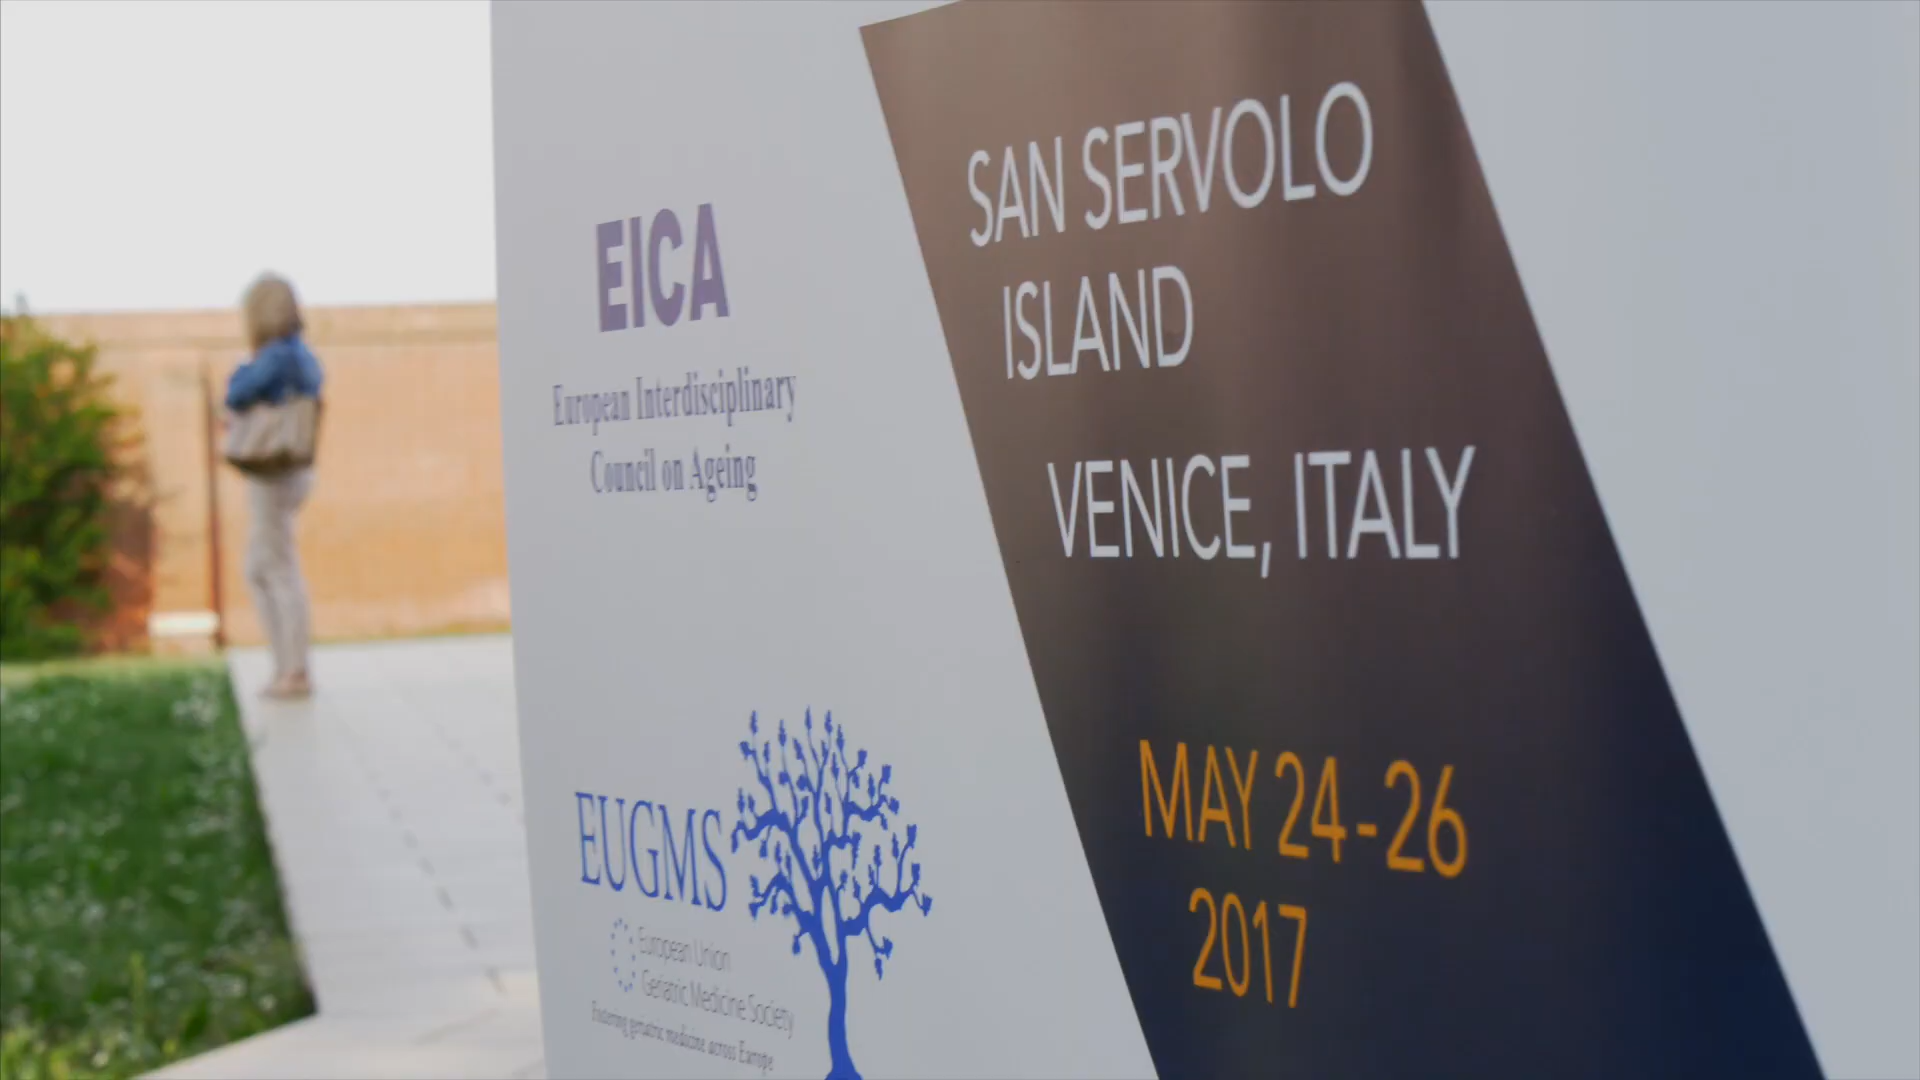 EICA
European Interdisciplinary
Council on Ageing
EUGMS
European Union
Geriatric Medicine Society
Fostering geriatric medicine across Europe
SAN SERVOLO
ISLAND
VENICE, ITALY
MAY 24-26
2017